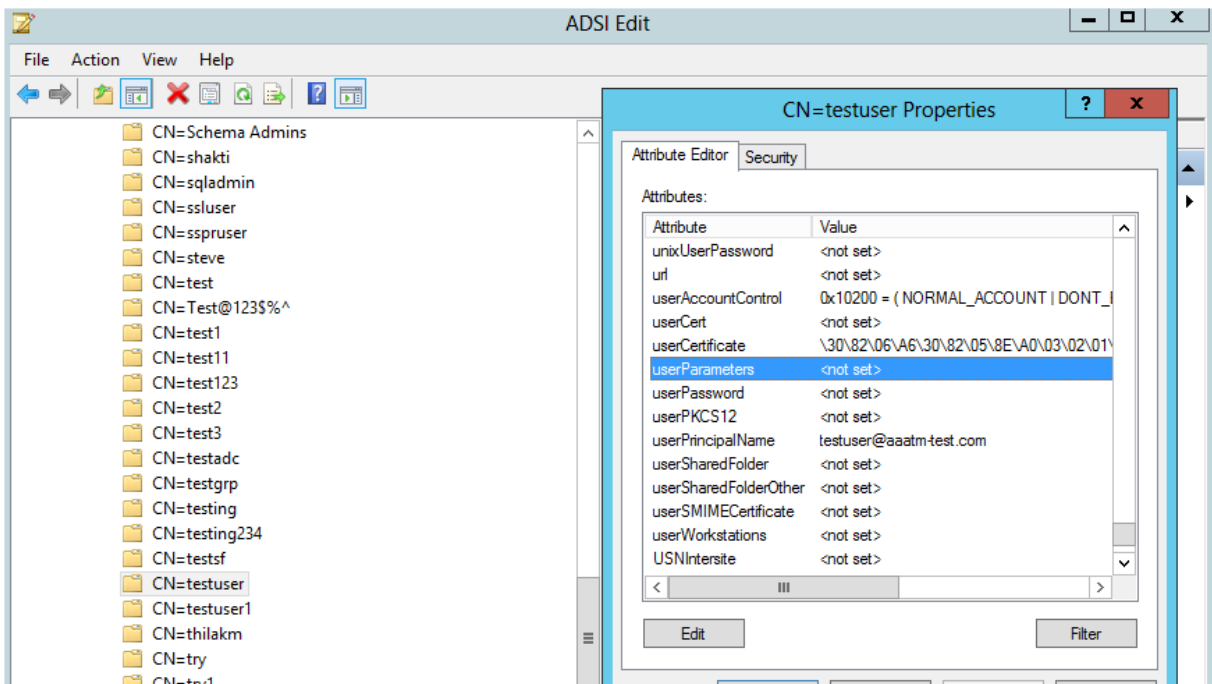 ADSI Edit
File Action View Help
CN=Schema Admins
CN=shakti
CN=sqladmin
CN=ssluser
CN=sspruser
CN=steve
CN=test
CN=Test@123$%^
CN=test1
CN=test11
CN=test123
CN=test2
CN=test3
CN=testadc
CN=testgrp
CN=testing
CN=testing234
CN=testsf
CN=testuser
CN=testuser1
CN=thilakm
CN=try
CN=try1
CN=testuser Properties
? x
Attribute Editor Security
Attributes:
Attribute Value
unixUserPassword <not set>
url <not set>
userAccountControl 0x10200 = ( NORMAL_ACCOUNT | DONT_
userCert <not set>
userCertificate \30\82\06\A6\30\82\05\8E\A0\03\02\01\
userParameters <not set>
userPassword <not set>
userPKCS12 <not set>
userPrincipalName testuser@aaatm-test.com
userSharedFolder <not set>
userSharedFolderOther <not set>
userSMIMECertificate <not set>
userWorkstations <not set>
USNIntersite <not set>
Edit Filter